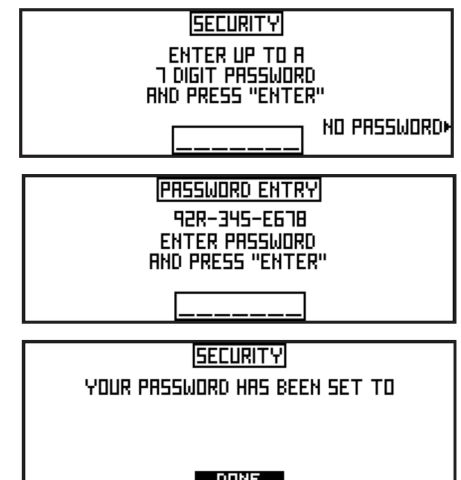 SECURITY
ENTER UP TO A
7 DIGIT PASSWORD
AND PRESS "ENTER"
NO PASSWORD▶
_ _ _ _ _ _ _
PASSWORD ENTRY
92R-345-E678
ENTER PASSWORD
AND PRESS "ENTER"
_ _ _ _ _ _ _
SECURITY
YOUR PASSWORD HAS BEEN SET TO
DONE